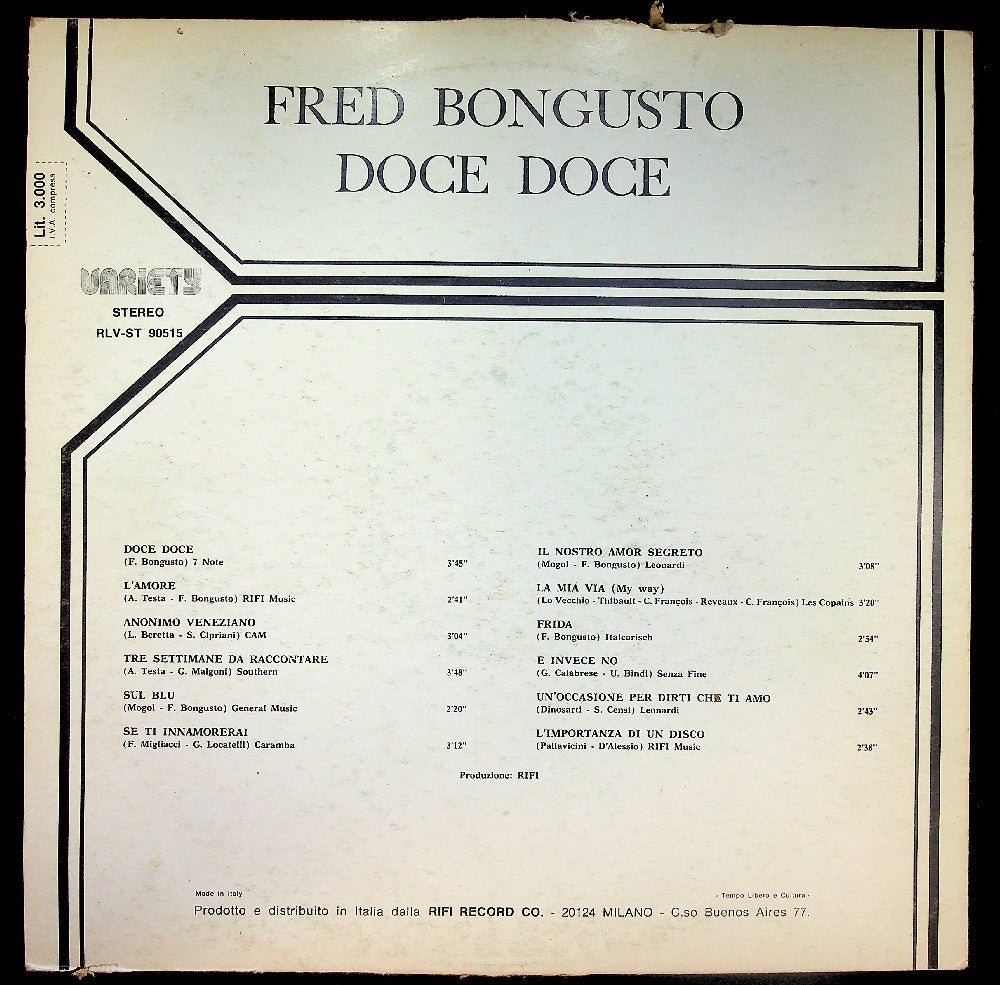 FRED BONGUSTO
DOCE DOCE
Lit. 3.000
I.V.A. compresa
VARIETY
STEREO
RLV-ST 90515
DOCE DOCE
(F. Bongusto) 7 Note 3'45"
L'AMORE
(A. Testa - F. Bongusto) RIFI Music 2'41"
ANONIMO VENEZIANO
(L. Beretta - S. Cipriani) CAM 3'04"
TRE SETTIMANE DA RACCONTARE
(A. Testa - G. Malgoni) Southern 3'48"
SUL BLU
(Mogol - F. Bongusto) General Music 2'20"
SE TI INNAMORERAI
(F. Migliacci - G. Locatelli) Caramba 3'12"
IL NOSTRO AMOR SEGRETO
(Mogol - F. Bongusto) Leonardi 3'08"
LA MIA VIA (My way)
(Lo Vecchio - Thibault - C. François - Reveaux - C. François) Les Copains 3'20"
FRIDA
(F. Bongusto) Italcarisch 2'54"
E INVECE NO
(G. Calabrese - U. Bindi) Senza Fine 4'07"
UN'OCCASIONE PER DIRTI CHE TI AMO
(Dinosarti - S. Censi) Leonardi 2'43"
L'IMPORTANZA DI UN DISCO
(Pallavicini - D'Alessio) RIFI Music 2'38"
Produzione: RIFI
Made in Italy
- Tempo Libero e Cultura -
Prodotto e distribuito in Italia dalla RIFI RECORD CO. - 20124 MILANO - C.so Buenos Aires 77.